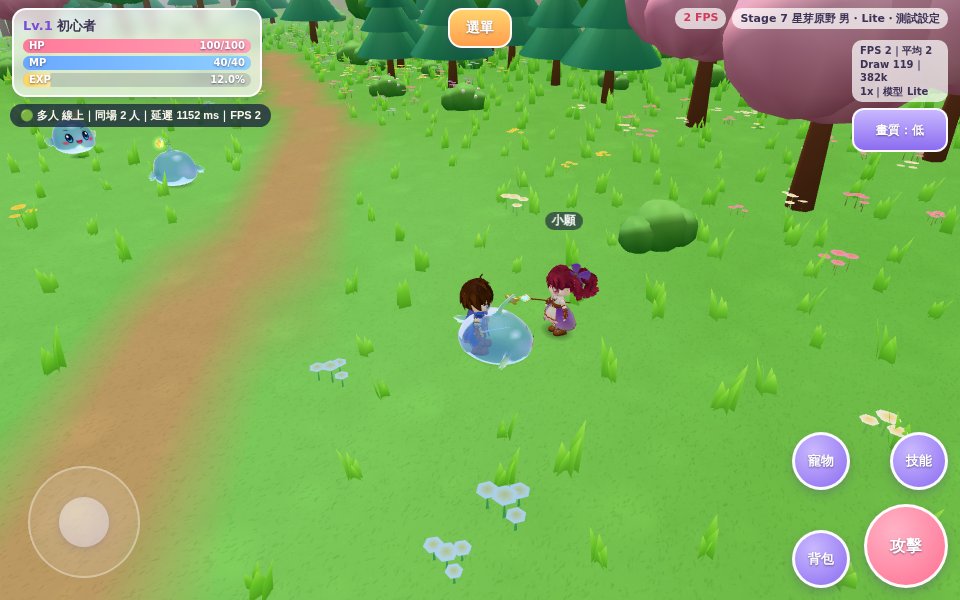 Lv.1 初心者
HP 100/100
MP 40/40
EXP 12.0%
多人 線上｜同場 2 人｜延遲 1152 ms｜FPS 2
選單
2 FPS
Stage 7 星芽原野 男・Lite・測試設定
FPS 2｜平均 2
Draw 119｜
382k
1x｜模型 Lite
畫質：低
小願
寵物
技能
背包
攻擊